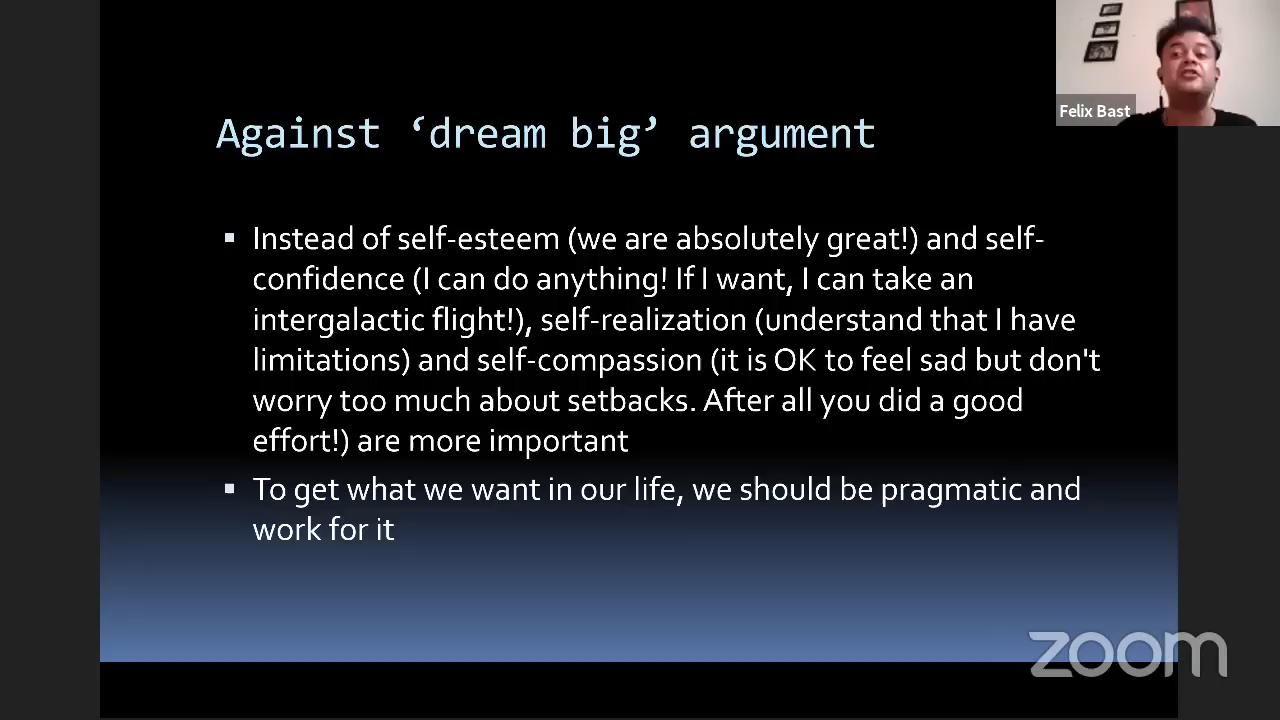 Felix Bast
Against ‘dream big’ argument
▪ Instead of self-esteem (we are absolutely great!) and self-
confidence (I can do anything! If I want, I can take an
intergalactic flight!), self-realization (understand that I have
limitations) and self-compassion (it is OK to feel sad but don't
worry too much about setbacks. After all you did a good
effort!) are more important
▪ To get what we want in our life, we should be pragmatic and
work for it
zoom